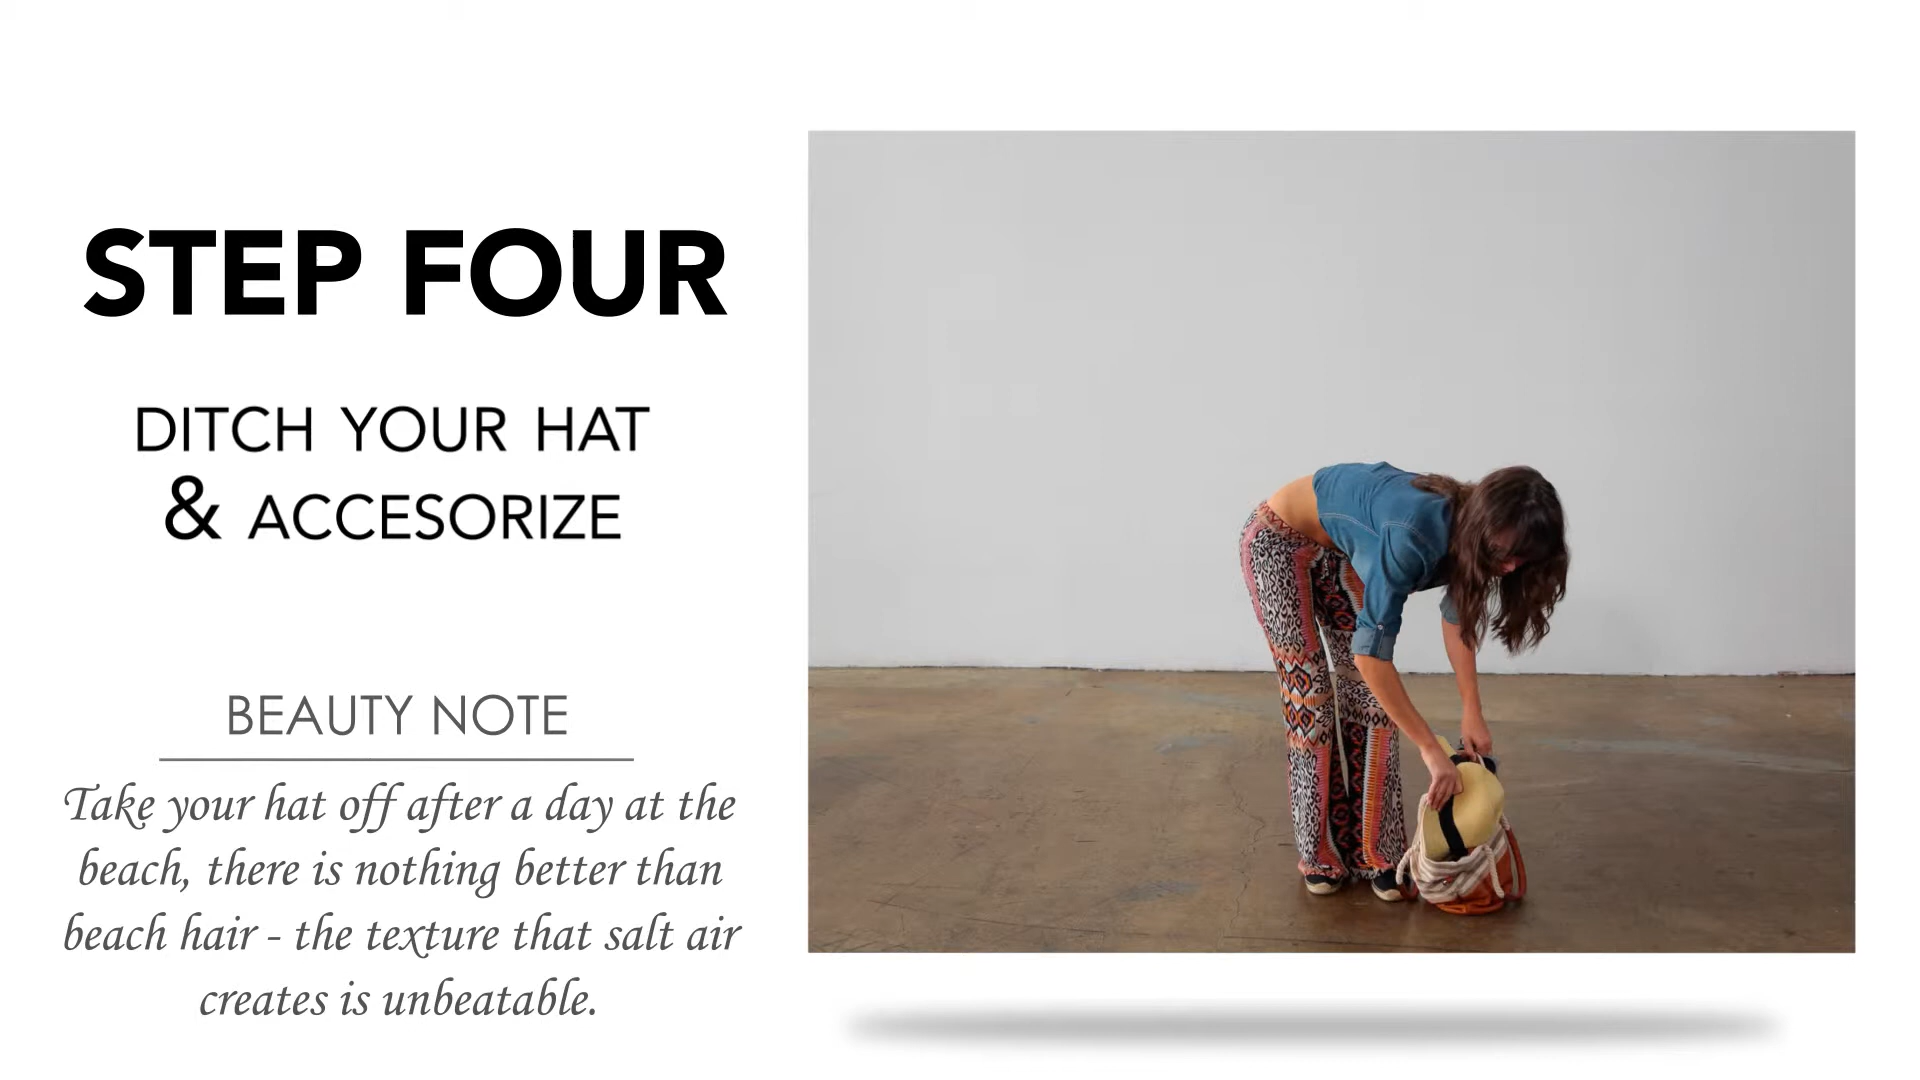 STEP FOUR
DITCH YOUR HAT
& ACCESORIZE
BEAUTY NOTE
Take your hat off after a day at the
beach, there is nothing better than
beach hair - the texture that salt air
creates is unbeatable.